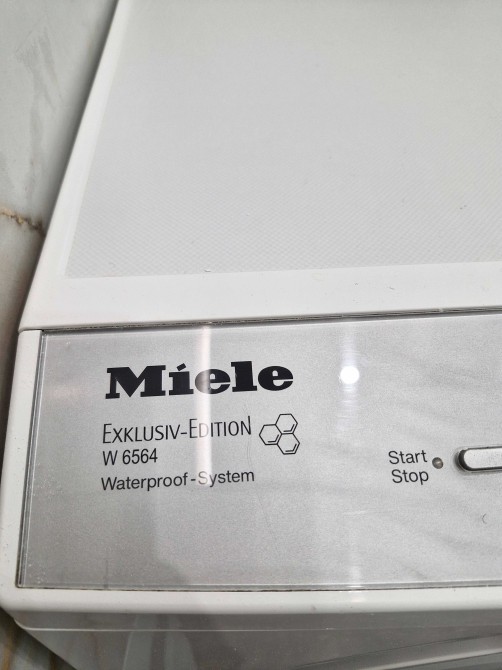 Miele
EXKLUSIV-EDITION
W 6564
Waterproof-System
Start
Stop